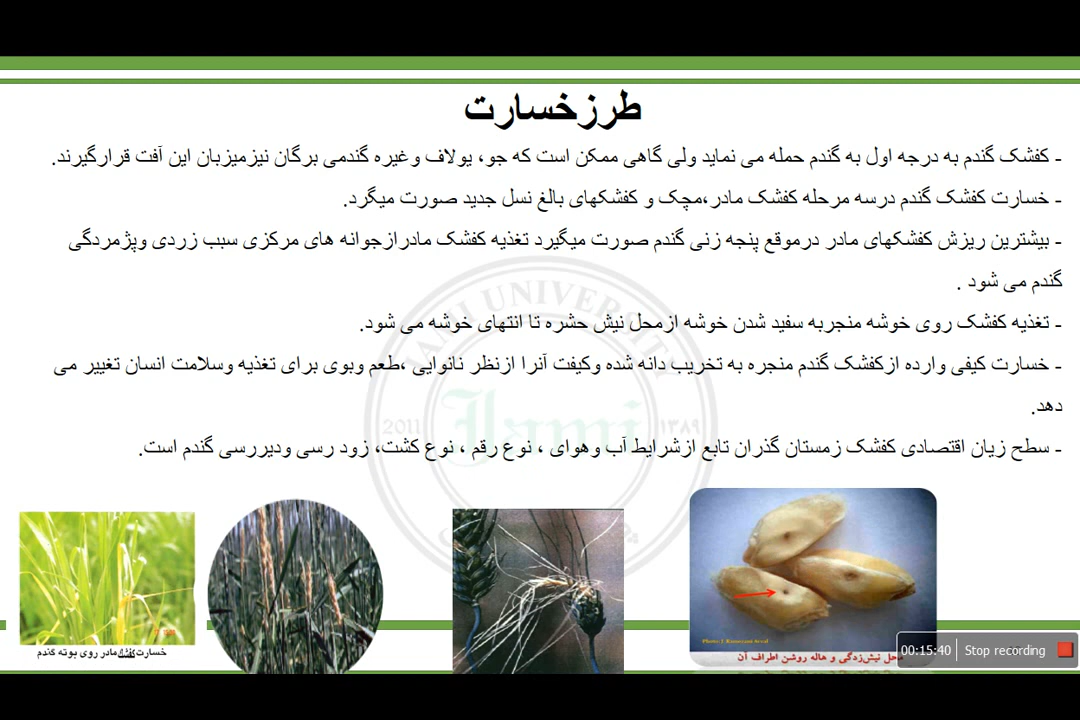 طرزخسارت
- کفشک گندم به درجه اول به گندم حمله می نماید ولی گاهی ممکن است که جو، یولاف وغیره گندمی برگان نیزمیزبان این آفت قرارگیرند.
- خسارت کفشک گندم درسه مرحله کفشک مادر،مچک و کفشکهای بالغ نسل جدید صورت میگرد.
- بیشترین ریزش کفشکهای مادر درموقع پنجه زنی گندم صورت میگیرد تغذیه کفشک مادرازجوانه های مرکزی سبب زردی وپژمردگی
گندم می شود .
- تغذیه کفشک روی خوشه منجربه سفید شدن خوشه ازمحل نیش حشره تا انتهای خوشه می شود.
- خسارت کیفی وارده ازکفشک گندم منجره به تخریب دانه شده وکیفت آنرا ازنظر نانوایی ،طعم وبوی برای تغذیه وسلامت انسان تغییر می
دهد.
- سطح زیان اقتصادی کفشک زمستان گذران تابع ازشرایط آب وهوای ، نوع رقم ، نوع کشت، زود رسی ودیررسی گندم است.
JAMI UNIVERSITY
2011 Jami ۱۳۸۹
خسارت کفشک مادر روی بوته گندم
محل نیش‌زدگی و هاله روشن اطراف آن
00:15:40 Stop recording